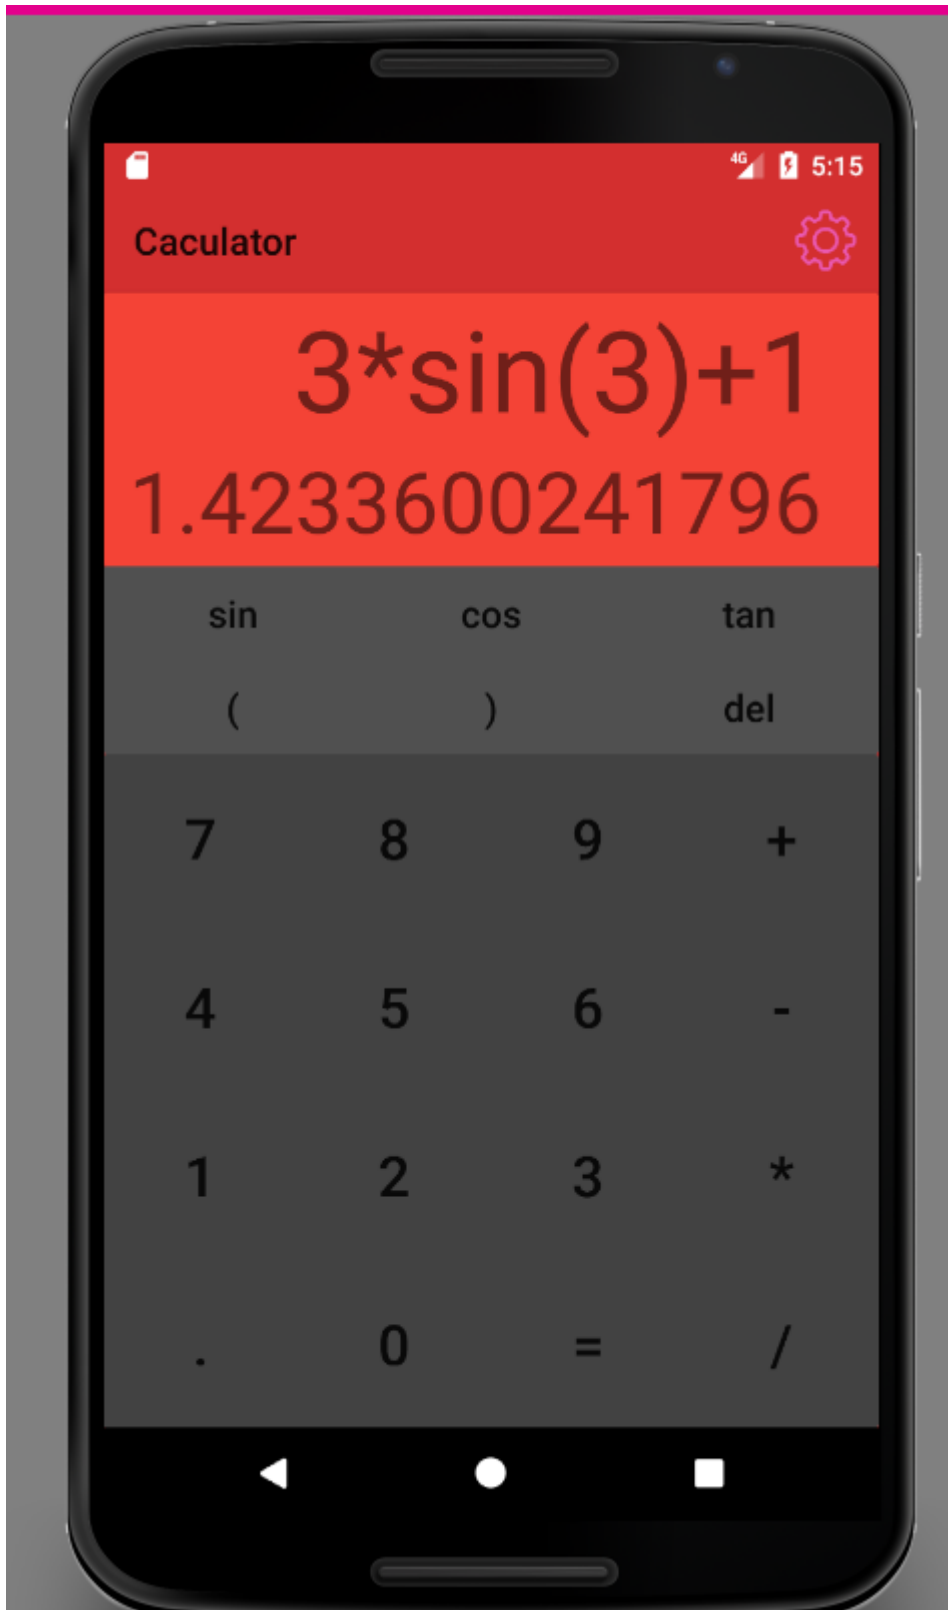 4G 5:15
Caculator
3*sin(3)+1
1.4233600241796
sin cos tan
( ) del
7 8 9 +
4 5 6 -
1 2 3 *
. 0 = /